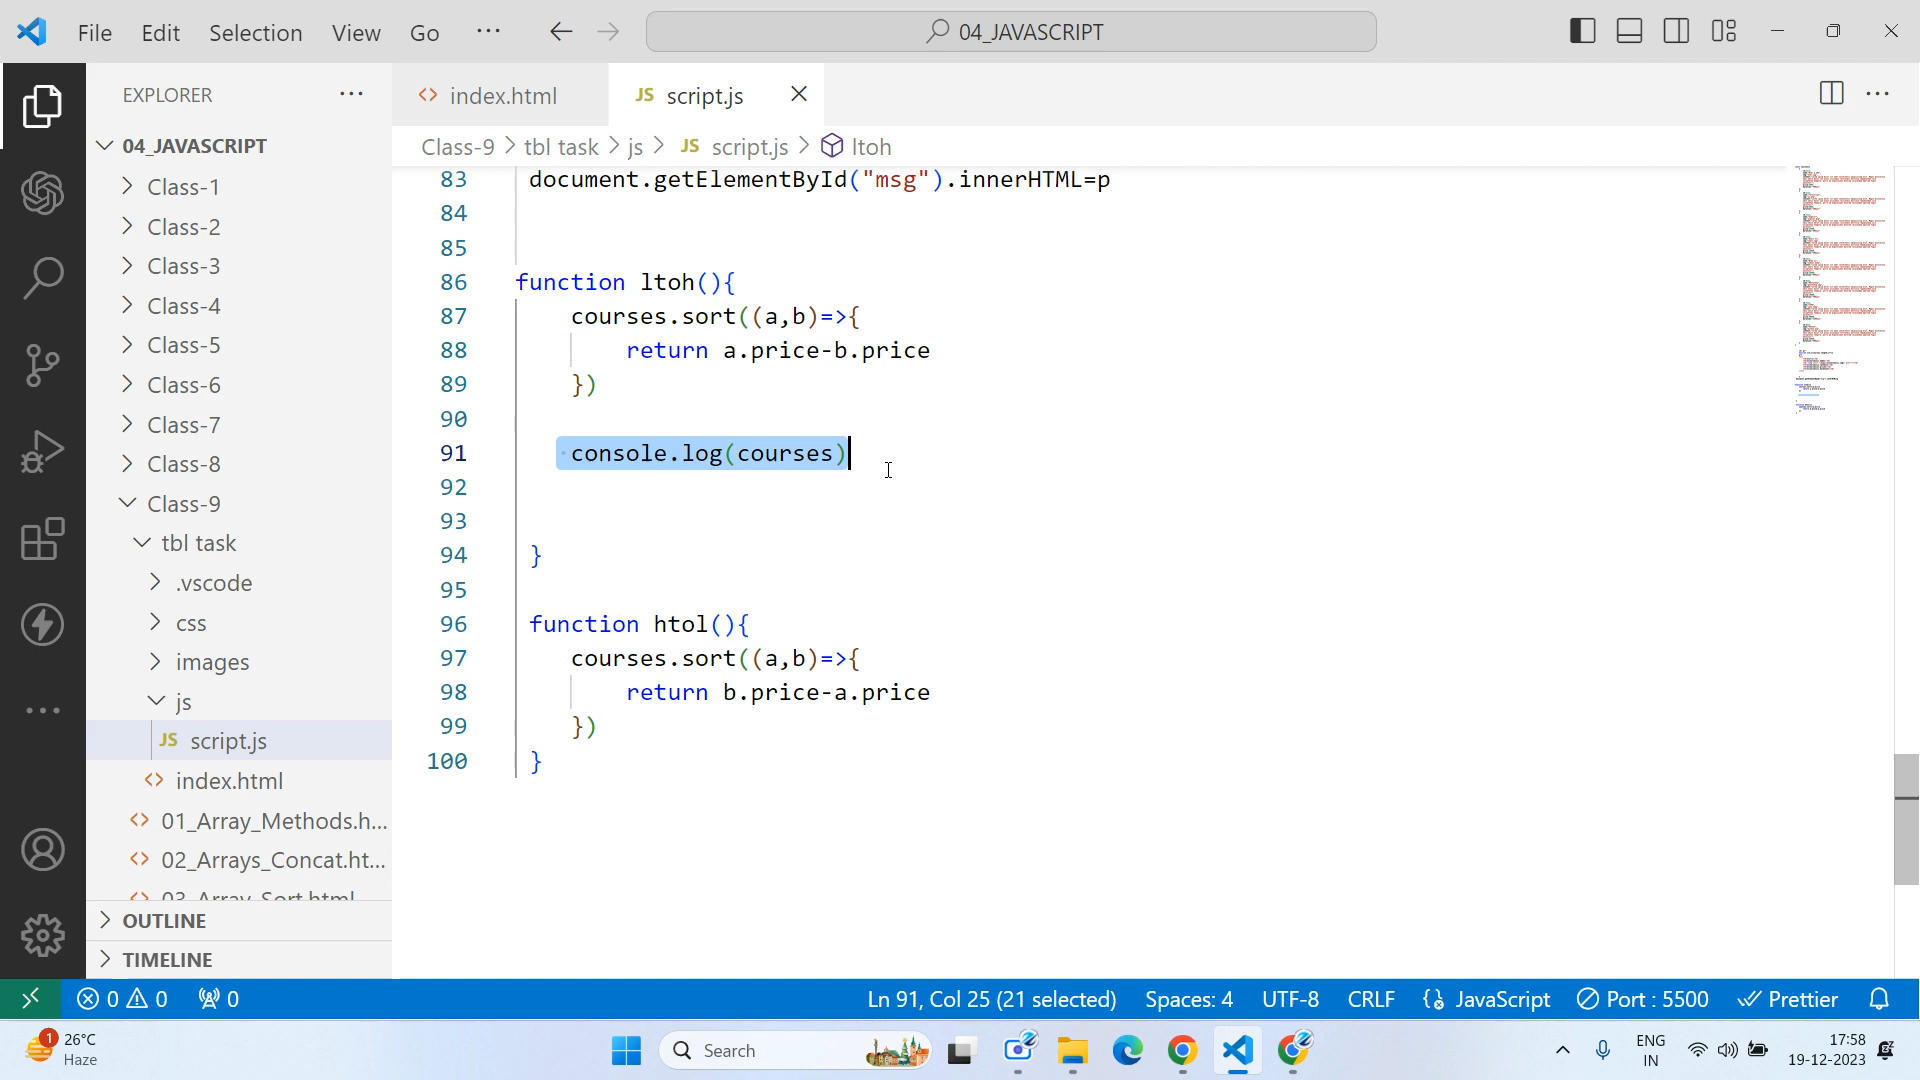 File Edit Selection View Go ···
04_JAVASCRIPT
EXPLORER ···
04_JAVASCRIPT
Class-1
Class-2
Class-3
Class-4
Class-5
Class-6
Class-7
Class-8
Class-9
tbl task
.vscode
css
images
js
JS script.js
index.html
01_Array_Methods.h...
02_Arrays_Concat.ht...
03_Array_Sort.html
OUTLINE
TIMELINE
index.html
JS script.js
Class-9 > tbl task > js > JS script.js > ltoh
83 document.getElementById("msg").innerHTML=p
84
85
86 function ltoh(){
87 courses.sort((a,b)=>{
88 return a.price-b.price
89 })
90
91 console.log(courses)
92
93
94 }
95
96 function htol(){
97 courses.sort((a,b)=>{
98 return b.price-a.price
99 })
100 }
0 0 0
Ln 91, Col 25 (21 selected) Spaces: 4 UTF-8 CRLF JavaScript Port : 5500 Prettier
1
26°C
Haze
Search
ENG
IN
17:58
19-12-2023